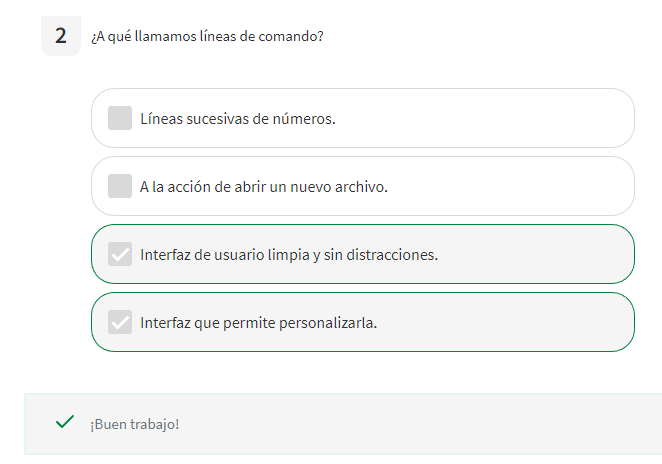 2 ¿A qué llamamos líneas de comando?
Líneas sucesivas de números.
A la acción de abrir un nuevo archivo.
Interfaz de usuario limpia y sin distracciones.
Interfaz que permite personalizarla.
¡Buen trabajo!